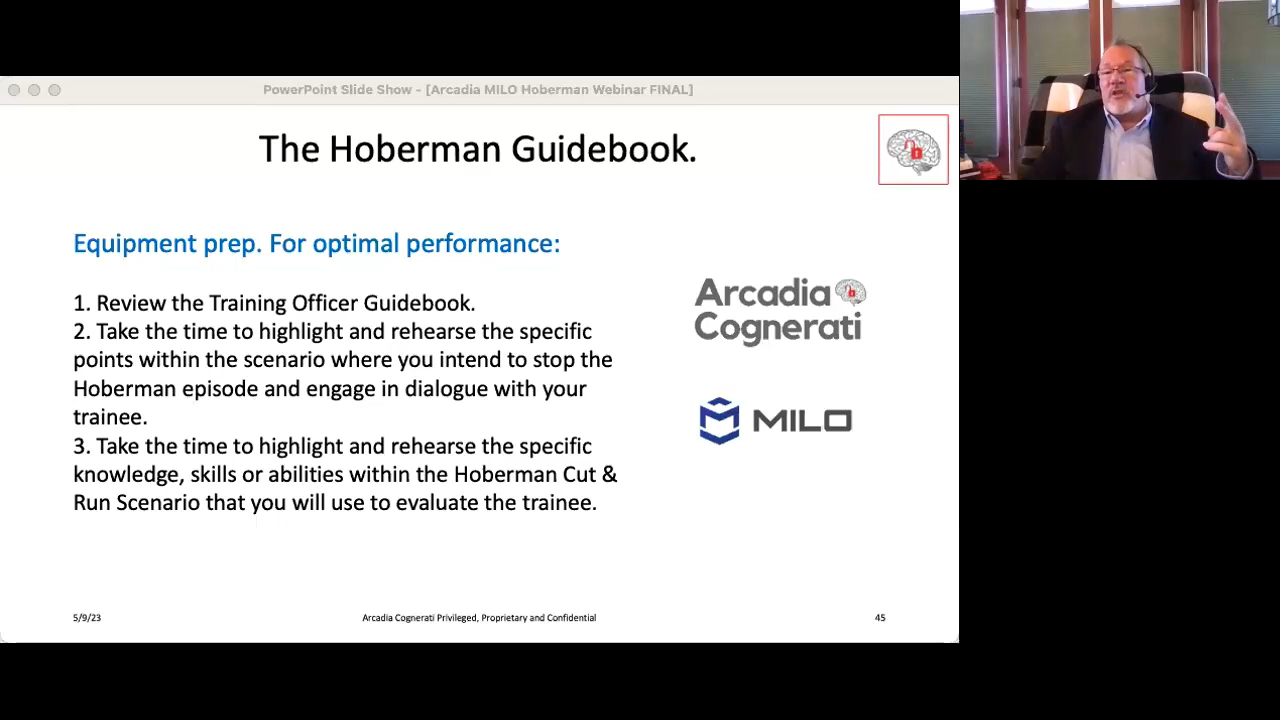 PowerPoint Slide Show - [Arcadia MILO Hoberman Webinar FINAL]
The Hoberman Guidebook.
Equipment prep. For optimal performance:
1. Review the Training Officer Guidebook.
2. Take the time to highlight and rehearse the specific
points within the scenario where you intend to stop the
Hoberman episode and engage in dialogue with your
trainee.
3. Take the time to highlight and rehearse the specific
knowledge, skills or abilities within the Hoberman Cut &
Run Scenario that you will use to evaluate the trainee.
Arcadia
Cognerati
MILO
5/9/23
Arcadia Cognerati Privileged, Proprietary and Confidential
45